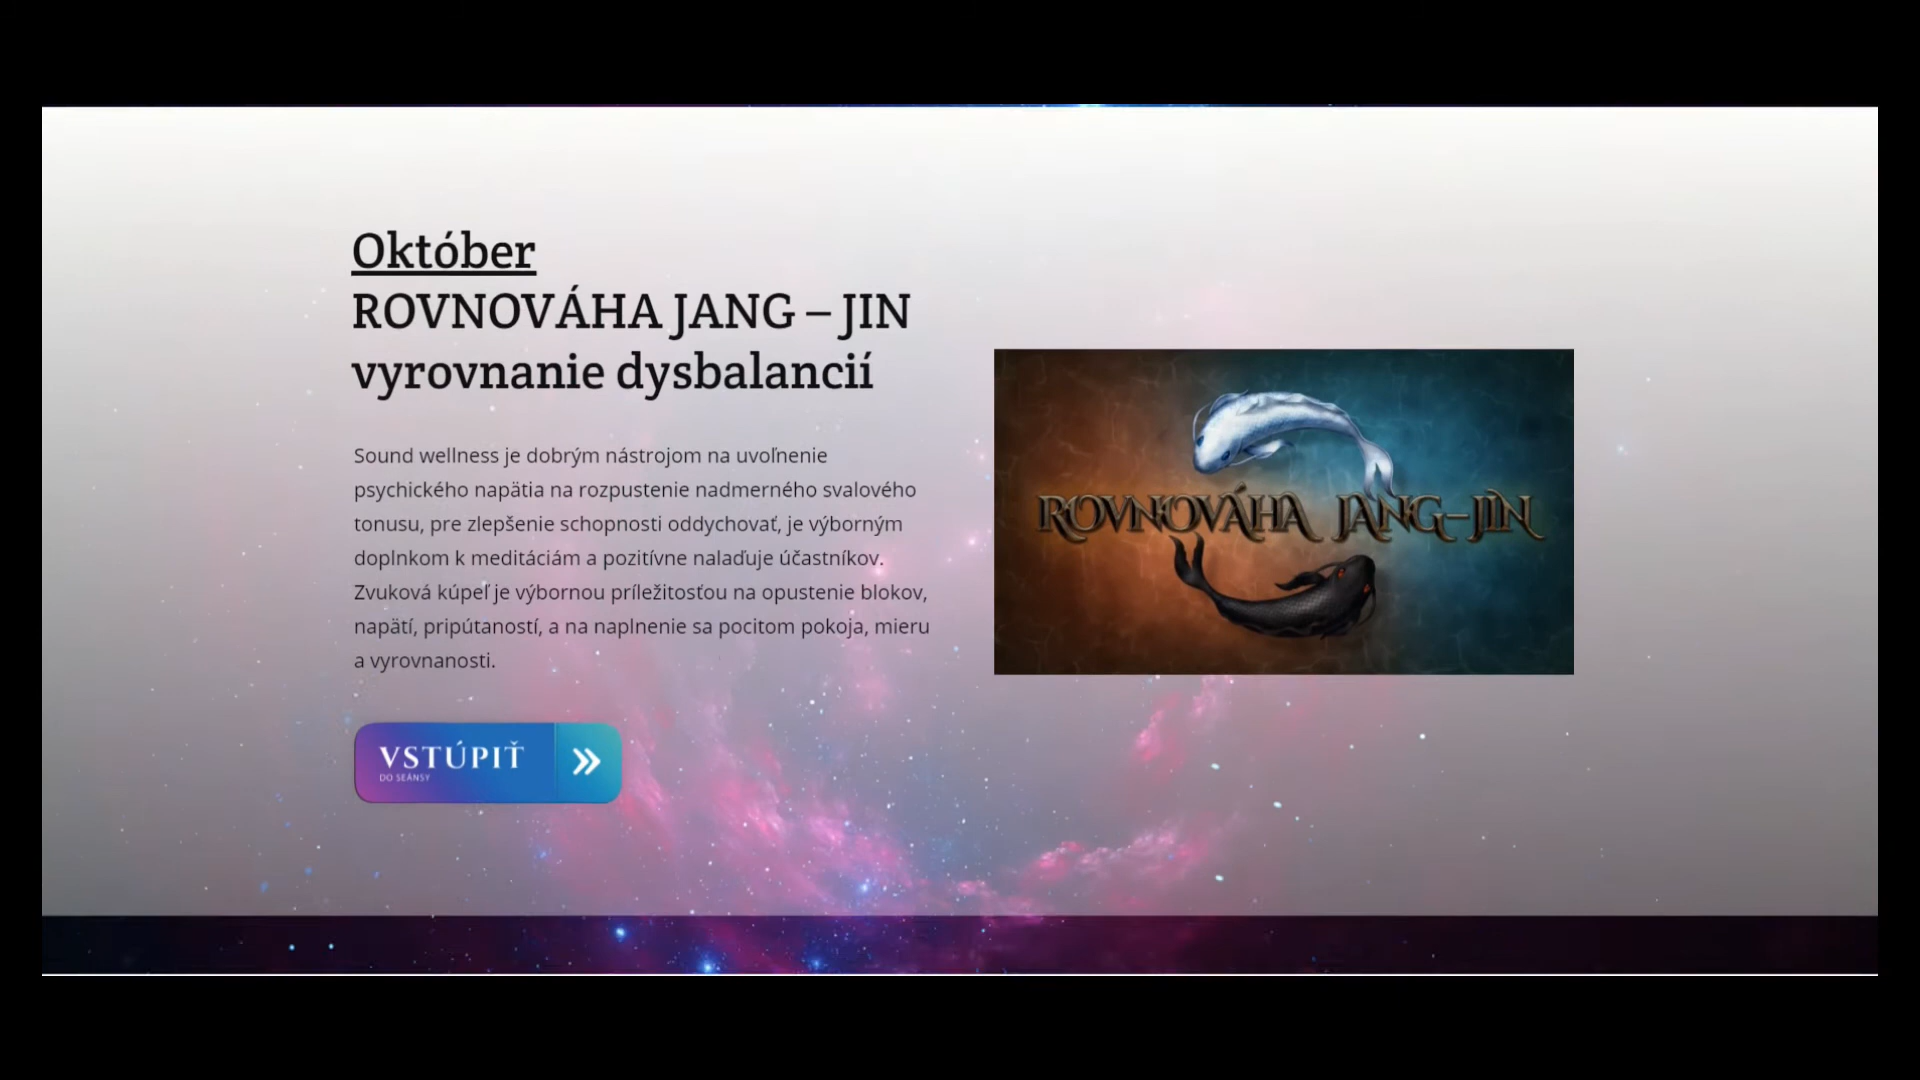 Október
ROVNOVÁHA JANG – JIN
vyrovnanie dysbalancií
Sound wellness je dobrým nástrojom na uvoľnenie
psychického napätia na rozpustenie nadmerného svalového
tonusu, pre zlepšenie schopnosti oddychovať, je výborným
doplnkom k meditáciám a pozitívne nalaďuje účastníkov.
Zvuková kúpeľ je výbornou príležitosťou na opustenie blokov,
napätí, pripútaností, a na naplnenie sa pocitom pokoja, mieru
a vyrovnanosti.
VSTÚPIŤ
DO SEÁNSY
ROVNOVÁHA JANG–JIN